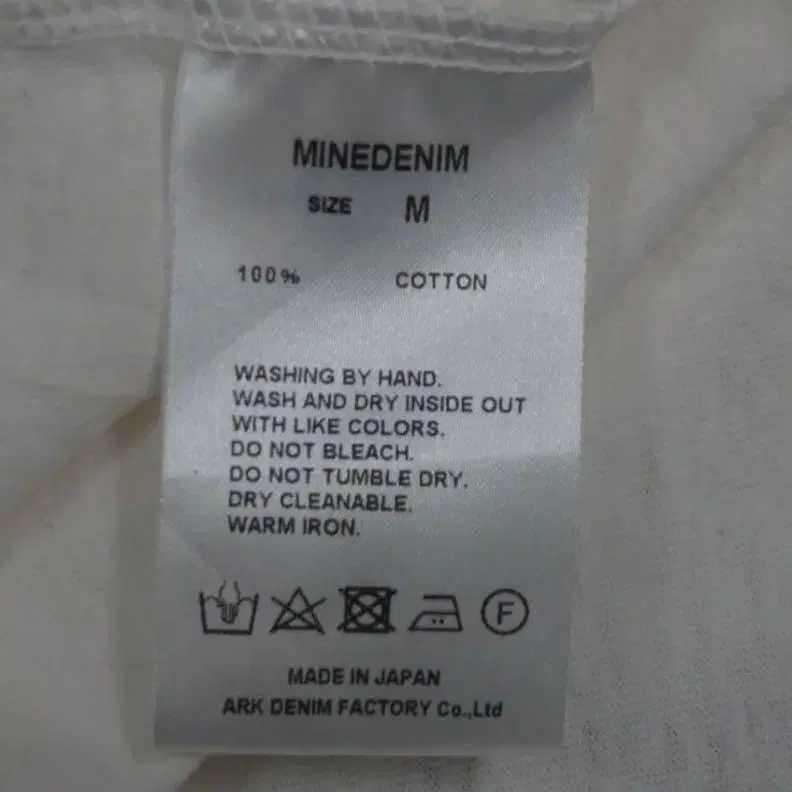 MINEDENIM
SIZE M
100% COTTON
WASHING BY HAND.
WASH AND DRY INSIDE OUT
WITH LIKE COLORS.
DO NOT BLEACH.
DO NOT TUMBLE DRY.
DRY CLEANABLE.
WARM IRON.
F
MADE IN JAPAN
ARK DENIM FACTORY Co.,Ltd